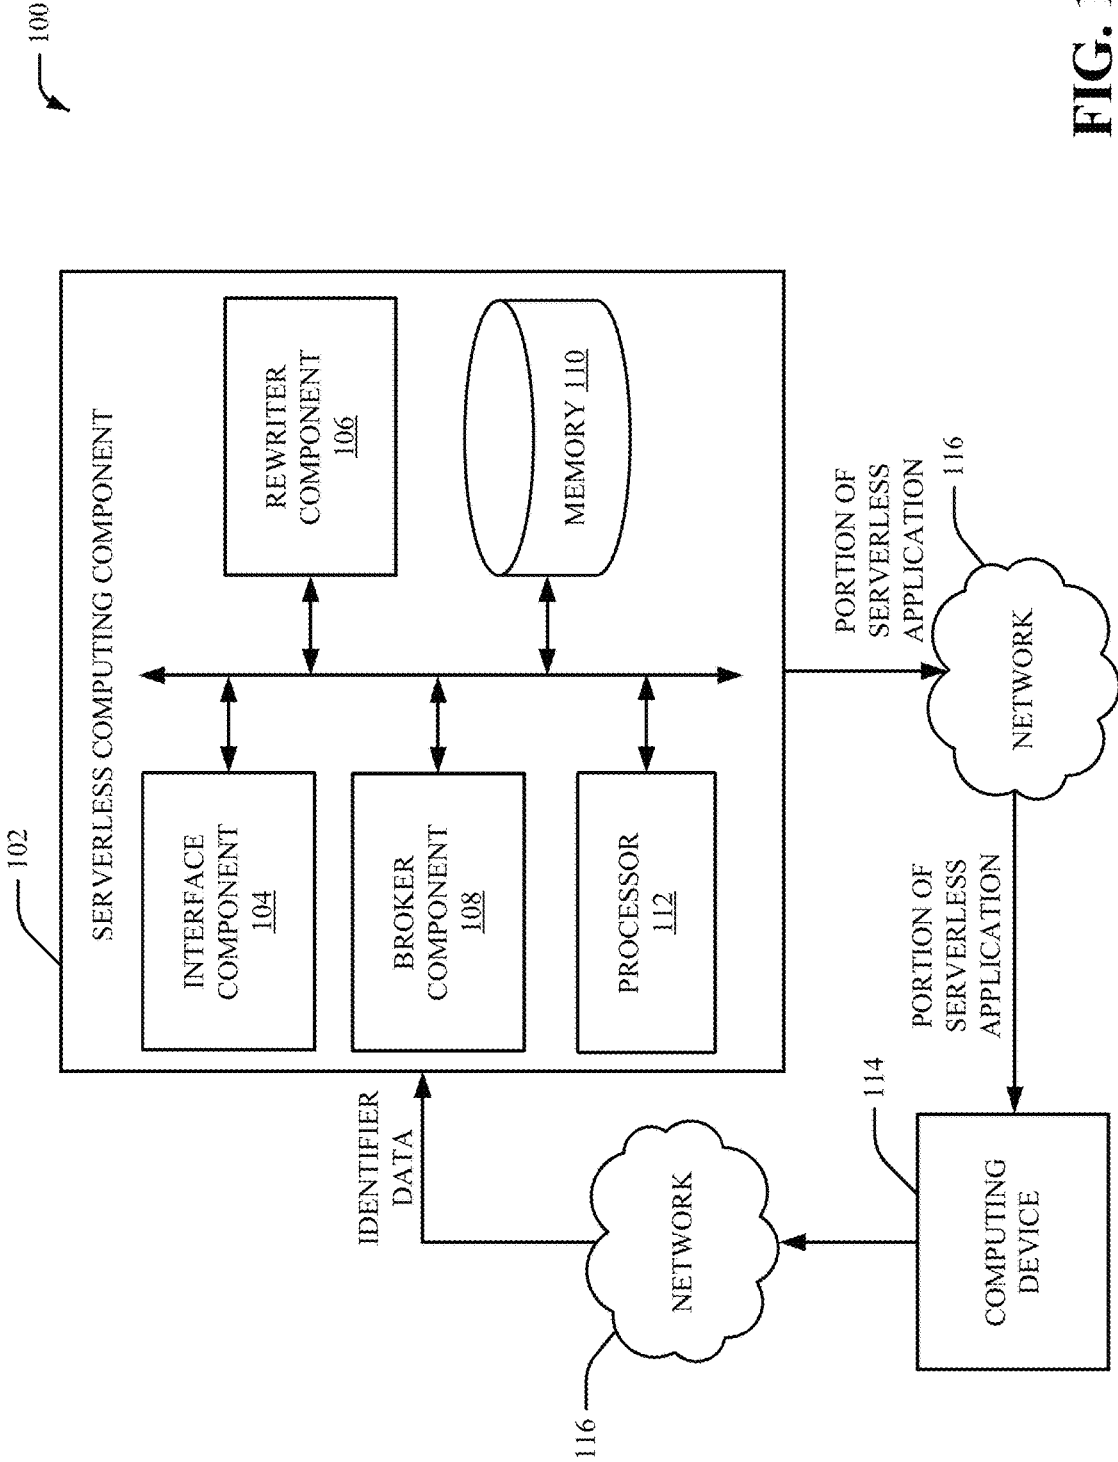 100
102
SERVERLESS COMPUTING COMPONENT
INTERFACE
COMPONENT
104
REWRITER
COMPONENT
106
BROKER
COMPONENT
108
MEMORY 110
PROCESSOR
112
IDENTIFIER
DATA
116
NETWORK
PORTION OF
SERVERLESS
APPLICATION
116
NETWORK
114
COMPUTING
DEVICE
PORTION OF
SERVERLESS
APPLICATION
FIG.